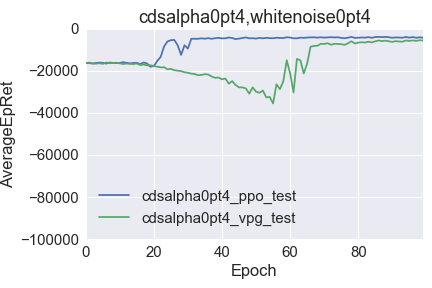 cdsalpha0pt4,whitenoise0pt4
AverageEpRet
0
−20000
−40000
−60000
−80000
−100000
cdsalpha0pt4_ppo_test
cdsalpha0pt4_vpg_test
0 20 40 60 80
Epoch